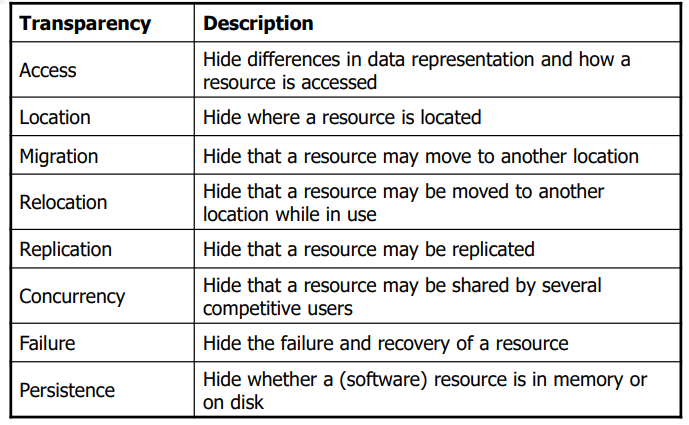 Transparency Description
Access Hide differences in data representation and how a
resource is accessed
Location Hide where a resource is located
Migration Hide that a resource may move to another location
Relocation Hide that a resource may be moved to another
location while in use
Replication Hide that a resource may be replicated
Concurrency Hide that a resource may be shared by several
competitive users
Failure Hide the failure and recovery of a resource
Persistence Hide whether a (software) resource is in memory or
on disk